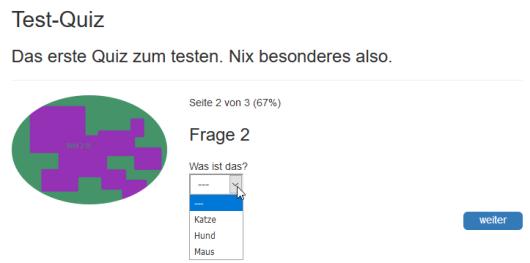 Test-Quiz
Das erste Quiz zum testen. Nix besonderes also.
Seite 2 von 3 (67%)
Frage 2
Was ist das?
---
---
Katze
Hund
Maus
weiter